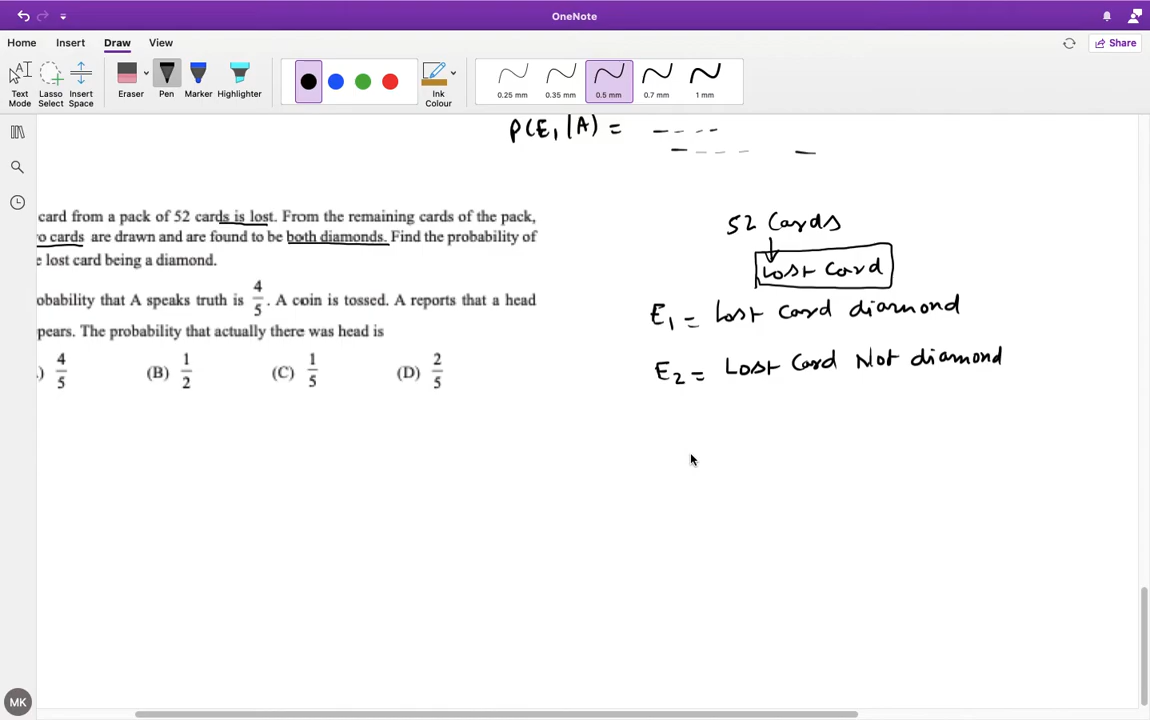 OneNote
Home Insert Draw View Share
Text Mode Lasso Select Insert Space Eraser Pen Marker Highlighter Ink Colour 0.25 mm 0.35 mm 0.5 mm 0.7 mm 1 mm
P(E₁|A) =
card from a pack of 52 cards is lost. From the remaining cards of the pack,
o cards are drawn and are found to be both diamonds. Find the probability of
e lost card being a diamond.
obability that A speaks truth is 4/5. A coin is tossed. A reports that a head
pears. The probability that actually there was head is
) 4/5 (B) 1/2 (C) 1/5 (D) 2/5
52 Cards
Lost Card
E₁ = Lost Card diamond
E₂ = Lost Card Not diamond
MK